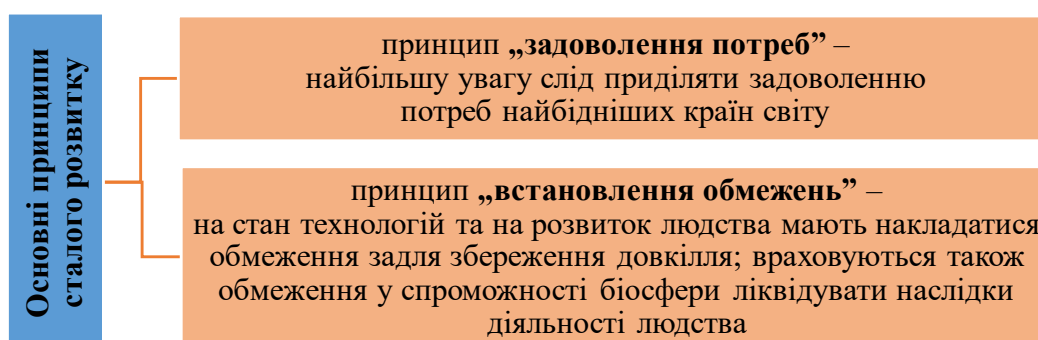 Основні принципи
сталого розвитку
принцип „задоволення потреб” –
найбільшу увагу слід приділяти задоволенню
потреб найбідніших країн світу
принцип „встановлення обмежень” –
на стан технологій та на розвиток людства мають накладатися
обмеження задля збереження довкілля; враховуються також
обмеження у спроможності біосфери ліквідувати наслідки
діяльності людства